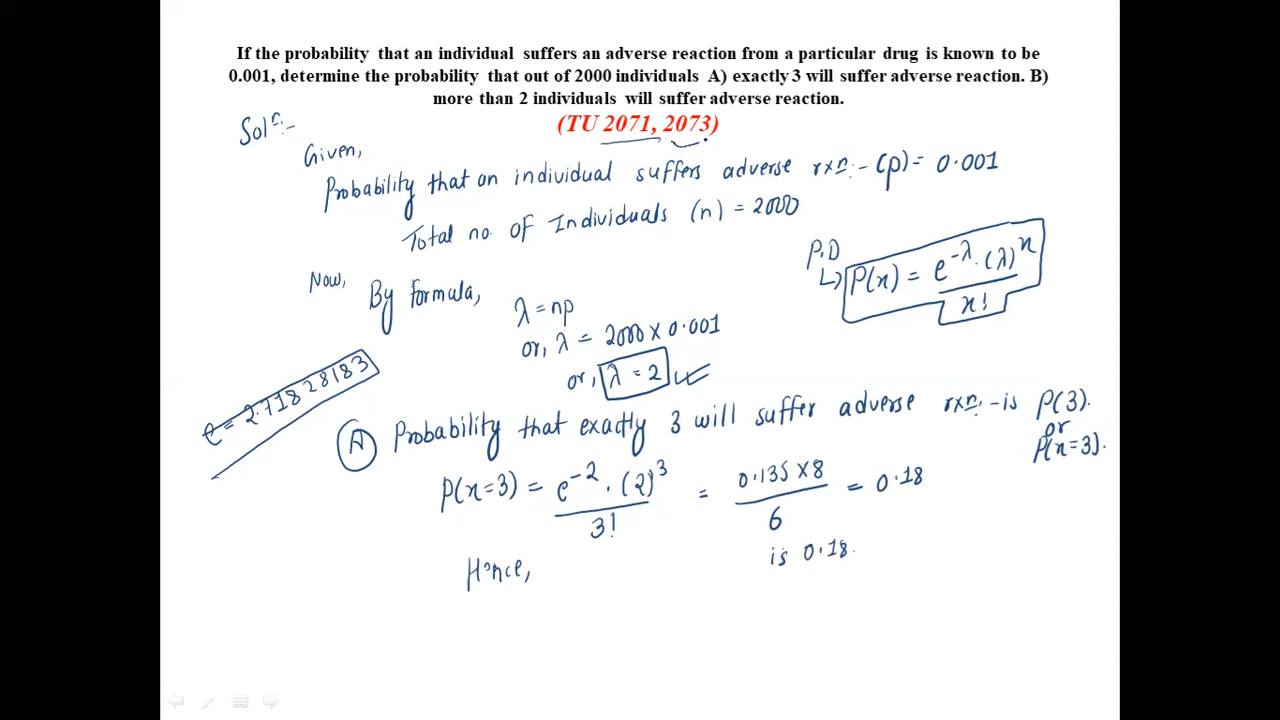 If the probability that an individual suffers an adverse reaction from a particular drug is known to be
0.001, determine the probability that out of 2000 individuals A) exactly 3 will suffer adverse reaction. B)
more than 2 individuals will suffer adverse reaction.
(TU 2071, 2073)
Solⁿ:-
Given,
Probability that an individual suffers adverse rxn:- (p) = 0.001
Total no. of Individuals (n) = 2000
P.D
↳ P(x) = e^-λ · (λ)^x / x!
Now,
By formula,
λ = np
or, λ = 2000 × 0.001
or, λ = 2
e = 2.71828183
A Probability that exactly 3 will suffer adverse rxn:- is P(3).
or
P(x=3).
P(x=3) = e^-2 · (2)^3 / 3! = 0.135 × 8 / 6 = 0.18
Hence,
is 0.18.